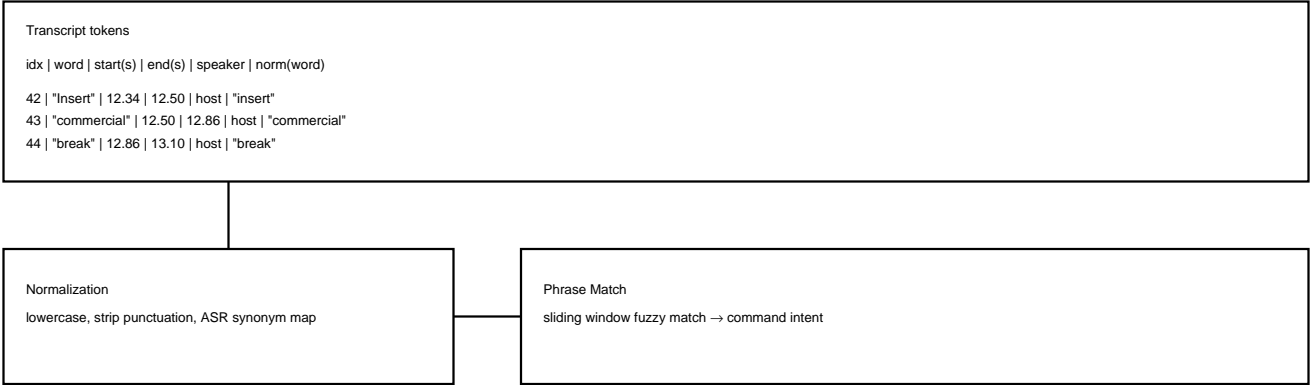 Transcript tokens
idx | word | start(s) | end(s) | speaker | norm(word)
42 | "Insert" | 12.34 | 12.50 | host | "insert"
43 | "commercial" | 12.50 | 12.86 | host | "commercial"
44 | "break" | 12.86 | 13.10 | host | "break"
Normalization
lowercase, strip punctuation, ASR synonym map
Phrase Match
sliding window fuzzy match → command intent